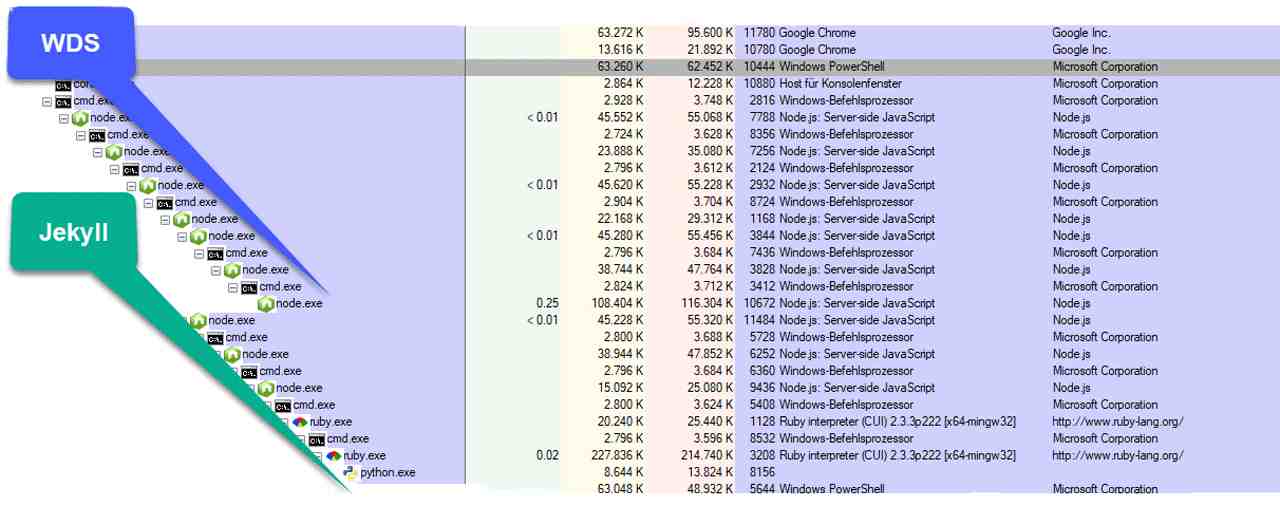 WDS
63.272 K 95.600 K 11780 Google Chrome Google Inc.
13.616 K 21.892 K 10780 Google Chrome Google Inc.
63.260 K 62.452 K 10444 Windows PowerShell Microsoft Corporation
2.864 K 12.228 K 10880 Host für Konsolenfenster Microsoft Corporation
cmd.exe 2.928 K 3.748 K 2816 Windows-Befehlsprozessor Microsoft Corporation
node. < 0.01 45.552 K 55.068 K 7788 Node.js: Server-side JavaScript Node.js
cmd.exe 2.724 K 3.628 K 8356 Windows-Befehlsprozessor Microsoft Corporation
node.ex 23.888 K 35.080 K 7256 Node.js: Server-side JavaScript Node.js
cmd.exe 2.796 K 3.612 K 2124 Windows-Befehlsprozessor Microsoft Corporation
node.exe < 0.01 45.620 K 55.228 K 2932 Node.js: Server-side JavaScript Node.js
cmd.exe 2.904 K 3.704 K 8724 Windows-Befehlsprozessor Microsoft Corporation
node.exe 22.168 K 29.312 K 1168 Node.js: Server-side JavaScript Node.js
Jekyll
node.exe < 0.01 45.280 K 55.456 K 3844 Node.js: Server-side JavaScript Node.js
cmd.exe 2.796 K 3.684 K 7436 Windows-Befehlsprozessor Microsoft Corporation
node.exe 38.744 K 47.764 K 3828 Node.js: Server-side JavaScript Node.js
cmd.exe 2.824 K 3.712 K 3412 Windows-Befehlsprozessor Microsoft Corporation
node.exe 0.25 108.404 K 116.304 K 10672 Node.js: Server-side JavaScript Node.js
node.exe < 0.01 45.228 K 55.320 K 11484 Node.js: Server-side JavaScript Node.js
cmd.exe 2.800 K 3.688 K 5728 Windows-Befehlsprozessor Microsoft Corporation
node.exe 38.944 K 47.852 K 6252 Node.js: Server-side JavaScript Node.js
cmd.exe 2.796 K 3.684 K 6360 Windows-Befehlsprozessor Microsoft Corporation
node.exe 15.092 K 25.080 K 9436 Node.js: Server-side JavaScript Node.js
cmd.exe 2.800 K 3.624 K 5408 Windows-Befehlsprozessor Microsoft Corporation
ruby.exe 20.240 K 25.440 K 1128 Ruby interpreter (CUI) 2.3.3p222 [x64-mingw32] http://www.ruby-lang.org/
cmd.exe 2.796 K 3.596 K 8532 Windows-Befehlsprozessor Microsoft Corporation
ruby.exe 0.02 227.836 K 214.740 K 3208 Ruby interpreter (CUI) 2.3.3p222 [x64-mingw32] http://www.ruby-lang.org/
python.exe 8.644 K 13.824 K 8156
63.048 K 48.932 K 5644 Windows PowerShell Microsoft Corporation